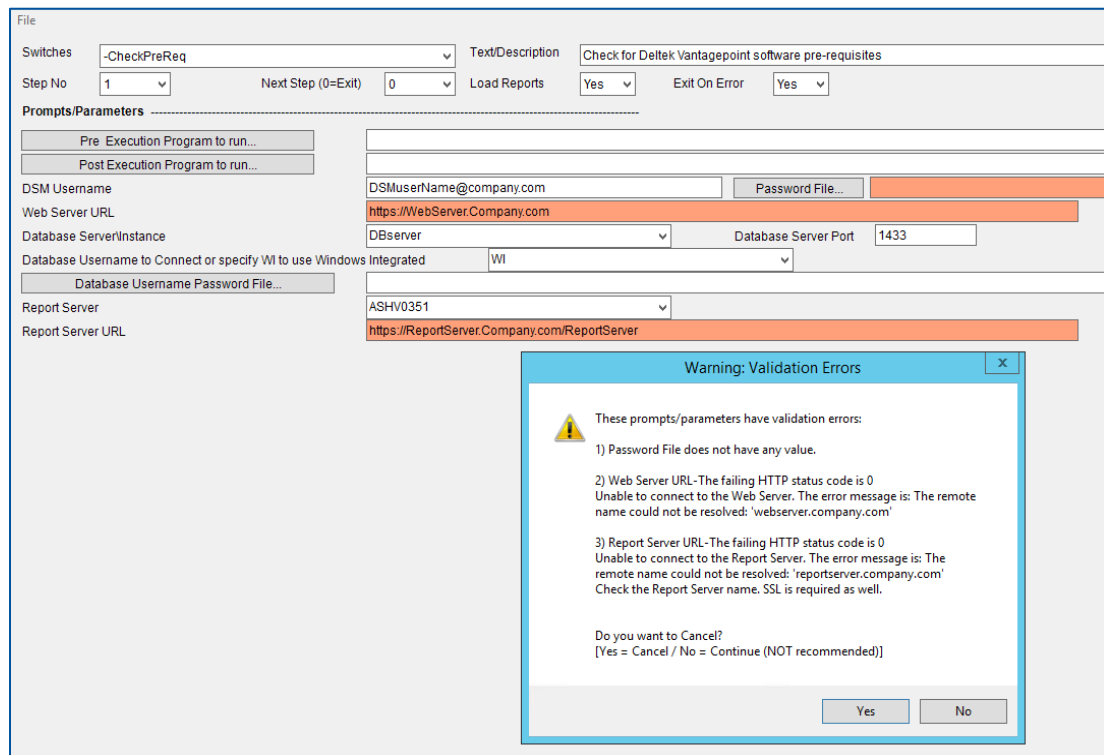 File
Switches -CheckPreReq Text/Description Check for Deltek Vantagepoint software pre-requisites
Step No 1 Next Step (0=Exit) 0 Load Reports Yes Exit On Error Yes
Prompts/Parameters ------------------------------------------------------------------------------------------------------------------------
Pre Execution Program to run...
Post Execution Program to run...
DSM Username DSMuserName@company.com Password File...
Web Server URL https://WebServer.Company.com
Database Server\Instance DBserver Database Server Port 1433
Database Username to Connect or specify WI to use Windows Integrated WI
Database Username Password File...
Report Server ASHV0351
Report Server URL https://ReportServer.Company.com/ReportServer
Warning: Validation Errors x
These prompts/parameters have validation errors:
1) Password File does not have any value.
2) Web Server URL-The failing HTTP status code is 0
Unable to connect to the Web Server. The error message is: The remote
name could not be resolved: 'webserver.company.com'
3) Report Server URL-The failing HTTP status code is 0
Unable to connect to the Report Server. The error message is: The
remote name could not be resolved: 'reportserver.company.com'
Check the Report Server name. SSL is required as well.
Do you want to Cancel?
[Yes = Cancel / No = Continue (NOT recommended)]
Yes No